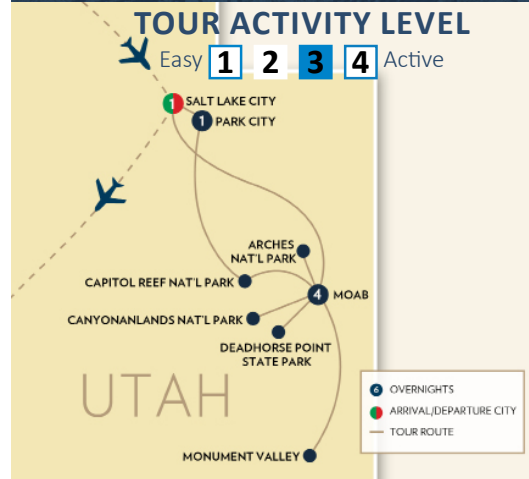 TOUR ACTIVITY LEVEL
Easy 1 2 3 4 Active
1 SALT LAKE CITY
1 PARK CITY
ARCHES
NAT'L PARK
CAPITOL REEF NAT'L PARK
4 MOAB
CANYONANLANDS NAT'L PARK
DEADHORSE POINT
STATE PARK
UTAH
6 OVERNIGHTS
ARRIVAL/DEPARTURE CITY
TOUR ROUTE
MONUMENT VALLEY